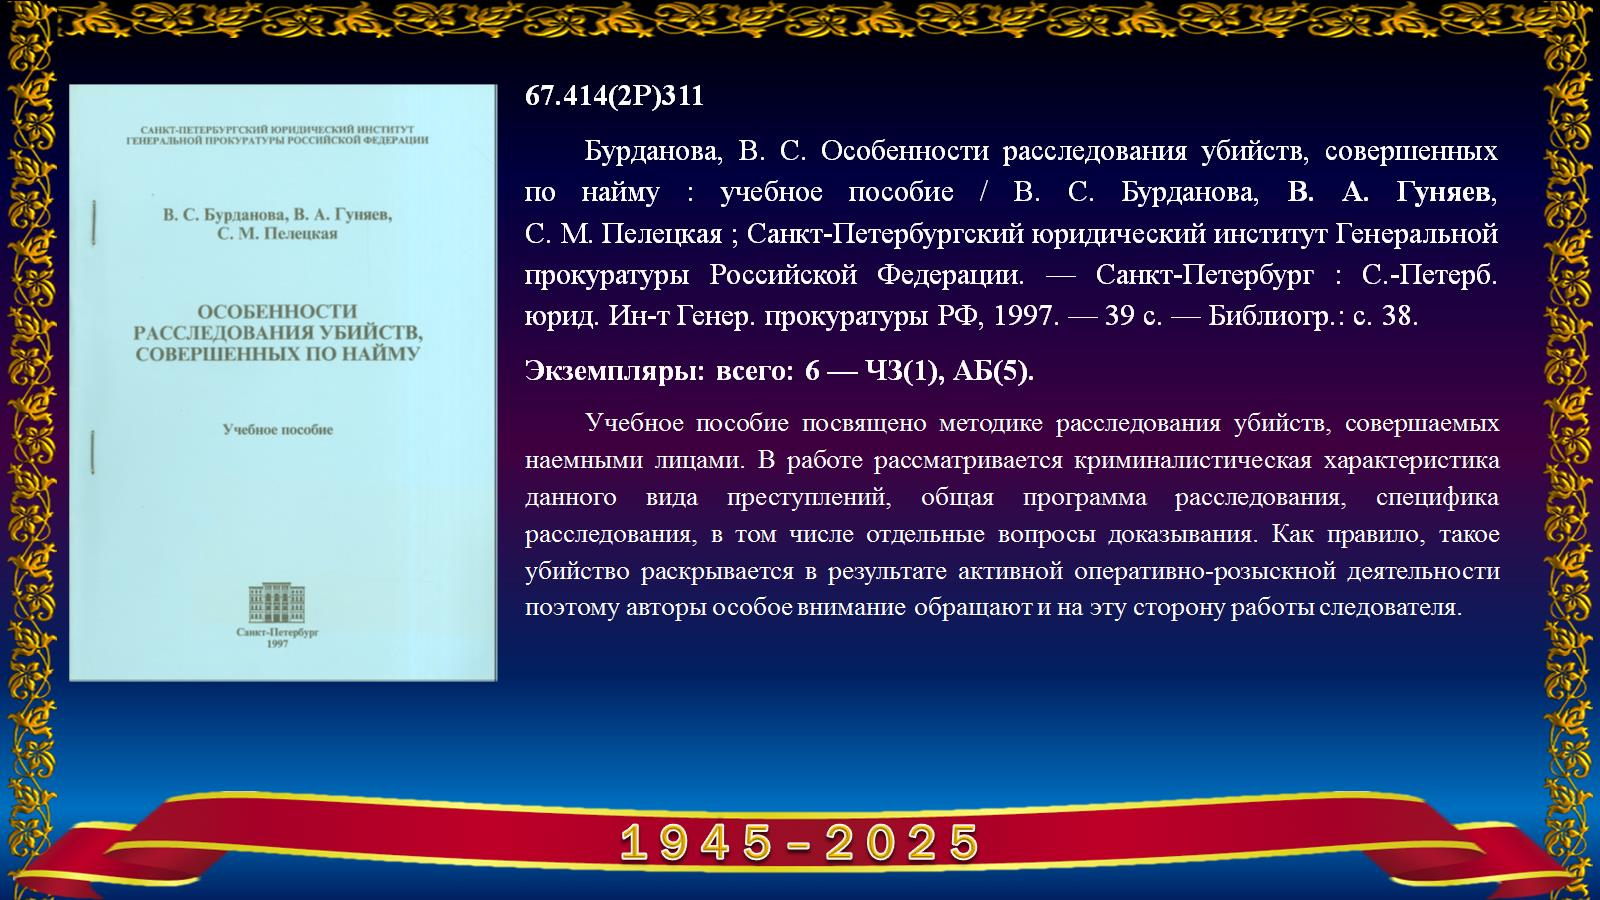 САНКТ-ПЕТЕРБУРГСКИЙ ЮРИДИЧЕСКИЙ ИНСТИТУТ
ГЕНЕРАЛЬНОЙ ПРОКУРАТУРЫ РОССИЙСКОЙ ФЕДЕРАЦИИ
В. С. Бурданова, В. А. Гуняев,
С. М. Пелецкая
ОСОБЕННОСТИ
РАССЛЕДОВАНИЯ УБИЙСТВ,
СОВЕРШЕННЫХ ПО НАЙМУ
Учебное пособие
Санкт-Петербург
1997
67.414(2Р)311
Бурданова, В. С. Особенности расследования убийств, совершенных
по найму : учебное пособие / В. С. Бурданова, В. А. Гуняев,
С. М. Пелецкая ; Санкт-Петербургский юридический институт Генеральной
прокуратуры Российской Федерации. — Санкт-Петербург : С.-Петерб.
юрид. Ин-т Генер. прокуратуры РФ, 1997. — 39 с. — Библиогр.: с. 38.
Экземпляры: всего: 6 — ЧЗ(1), АБ(5).
Учебное пособие посвящено методике расследования убийств, совершаемых
наемными лицами. В работе рассматривается криминалистическая характеристика
данного вида преступлений, общая программа расследования, специфика
расследования, в том числе отдельные вопросы доказывания. Как правило, такое
убийство раскрывается в результате активной оперативно-розыскной деятельности
поэтому авторы особое внимание обращают и на эту сторону работы следователя.
1945–2025